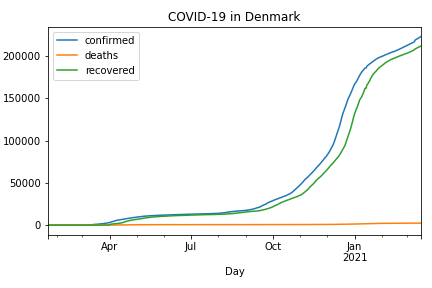 COVID-19 in Denmark
confirmed
deaths
recovered
200000
150000
100000
50000
0
Apr
Jul
Oct
Jan
2021
Day